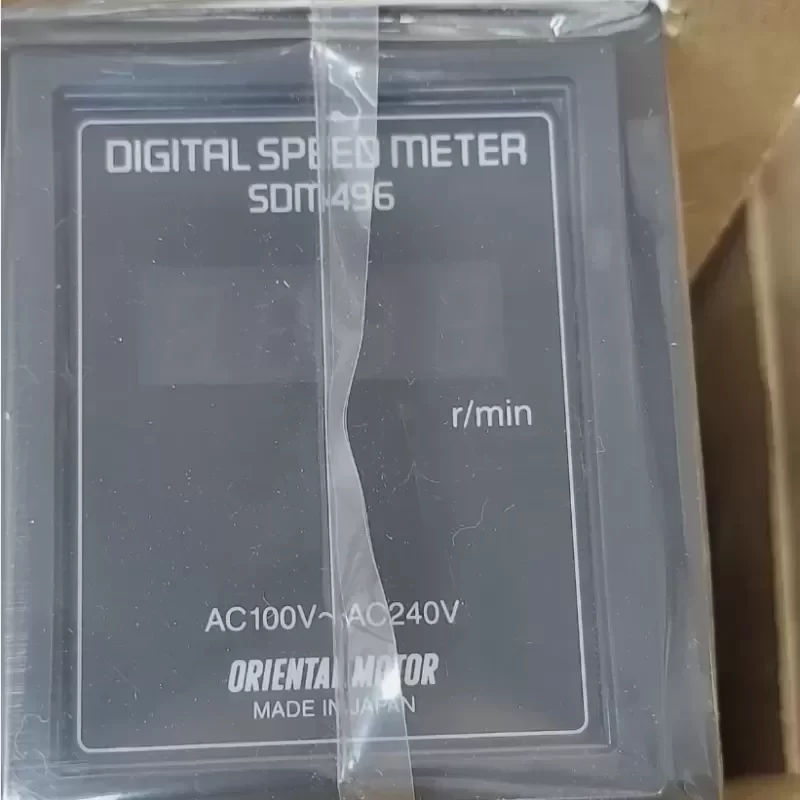 DIGITAL SPEED METER
SDM496
r/min
AC100V~AC240V
ORIENTAL MOTOR
MADE IN JAPAN